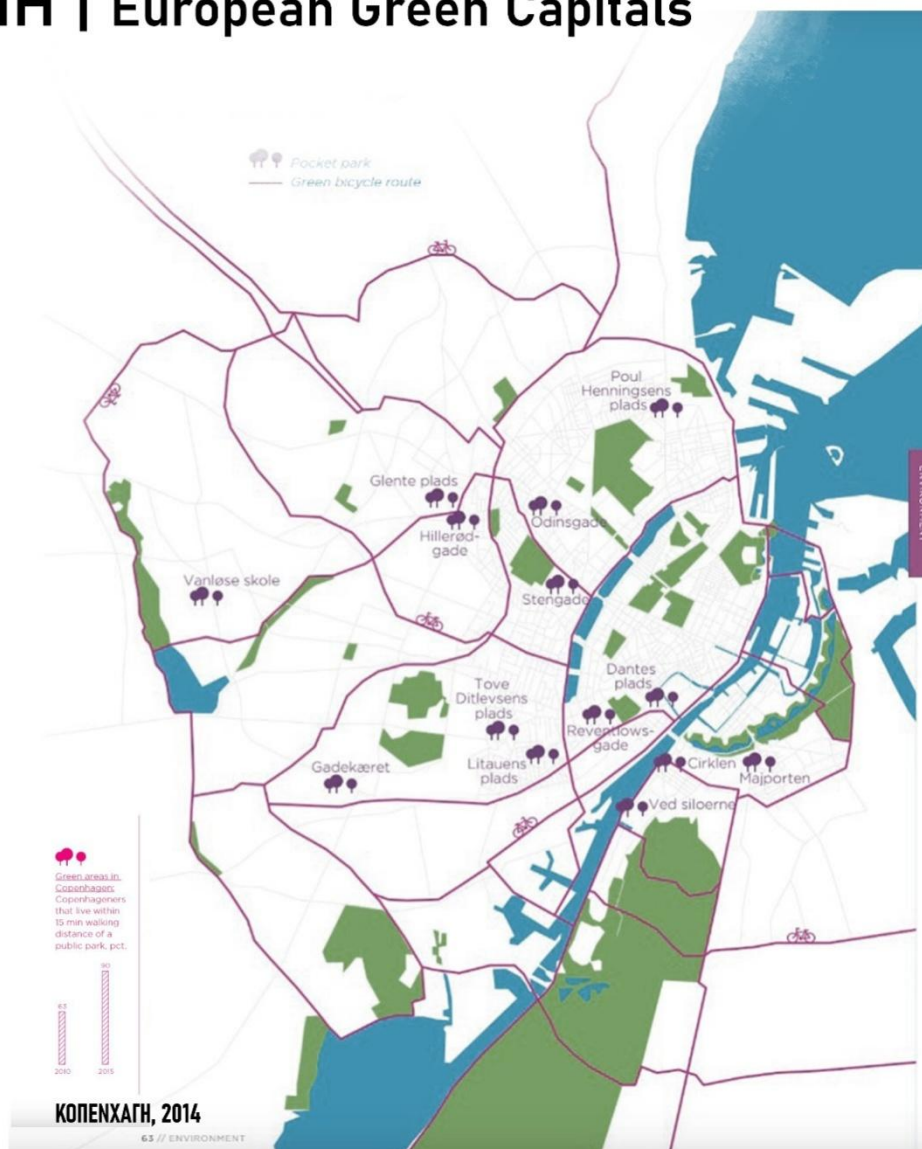 | European Green Capitals
Pocket park
Green bicycle route
Poul
Henningsens
plads
Glente plads
Hillerød-
gade
Odinsgade
Vanløse skole
Stengade
Dantes
plads
Tove
Ditlevsens
plads
Reventlows-
gade
Litauens
plads
Gadekæret
Cirklen
Majporten
Ved siloerne
Green areas in
Copenhagen:
Copenhageners
that live within
15 min walking
distance of a
public park, pct.
90
63
2010
2015
ΚΟΠΕΝΧΑΓΗ, 2014
63 // ENVIRONMENT